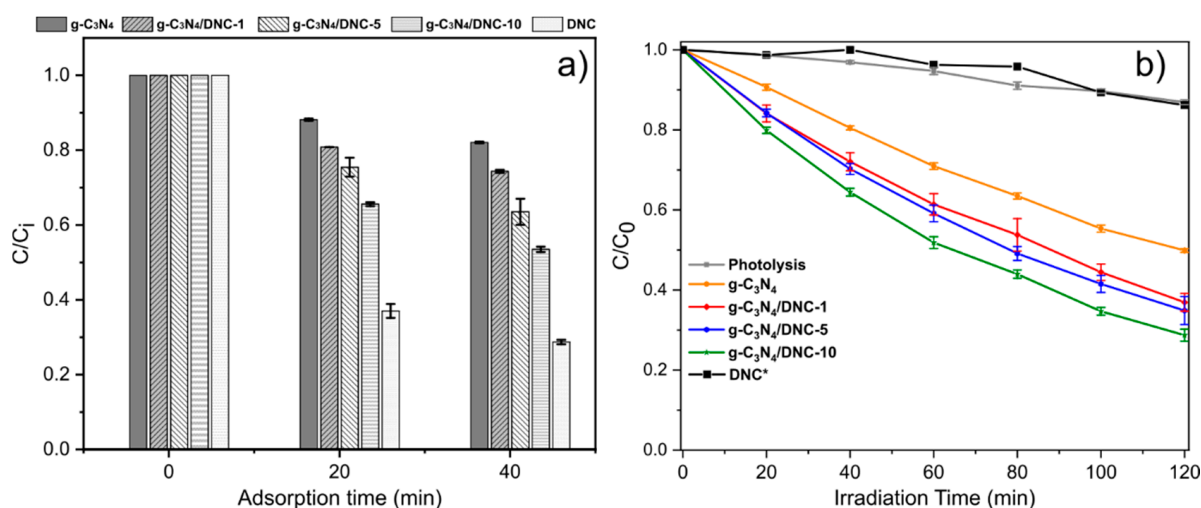 g-C₃N₄ g-C₃N₄/DNC-1 g-C₃N₄/DNC-5 g-C₃N₄/DNC-10 DNC
a)
1.0
0.8
0.6
0.4
0.2
0.0
C/Cᵢ
0 20 40
Adsorption time (min)
b)
1.0
0.8
0.6
0.4
0.2
0.0
C/C₀
Photolysis
g-C₃N₄
g-C₃N₄/DNC-1
g-C₃N₄/DNC-5
g-C₃N₄/DNC-10
DNC*
0 20 40 60 80 100 120
Irradiation Time (min)